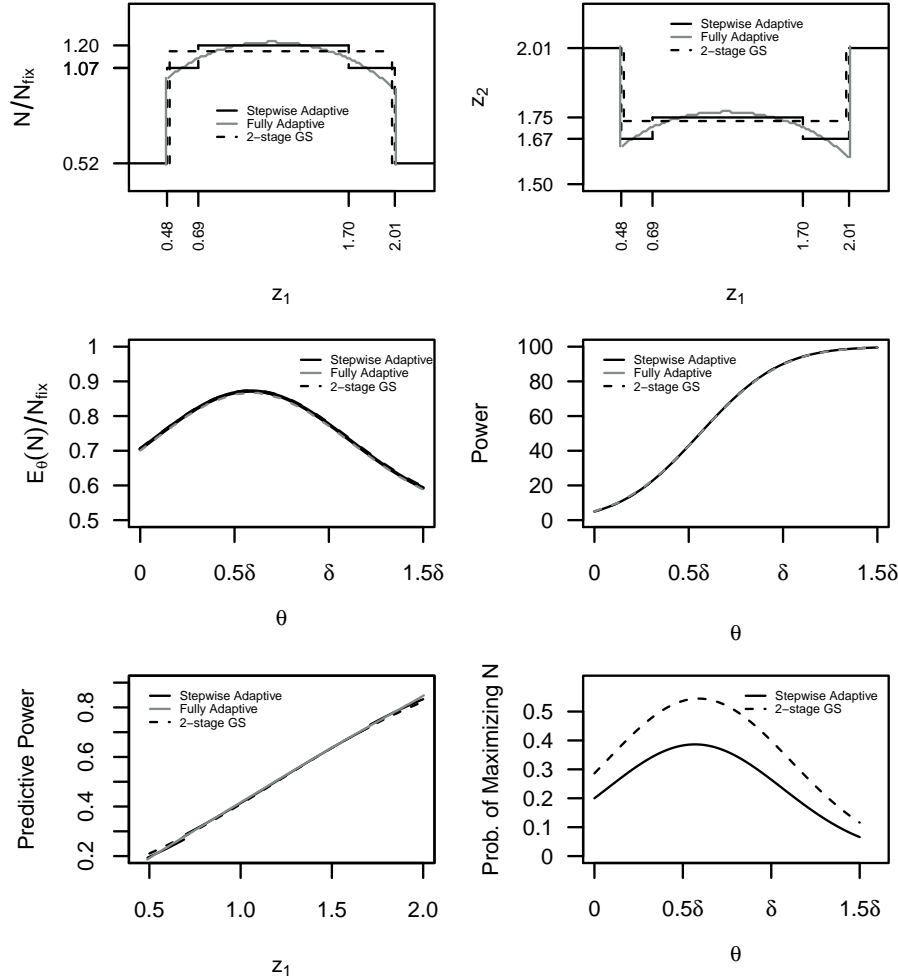 N/N_fix
1.20
1.07
0.52
Stepwise Adaptive
Fully Adaptive
2−stage GS
0.48
0.69
1.70
2.01
z1
z2
2.01
1.75
1.67
1.50
Stepwise Adaptive
Fully Adaptive
2−stage GS
0.48
0.69
1.70
2.01
z1
Eθ(N)/N_fix
1
0.9
0.8
0.7
0.6
0.5
Stepwise Adaptive
Fully Adaptive
2−stage GS
0
0.5δ
δ
1.5δ
θ
Power
100
80
60
40
20
0
Stepwise Adaptive
Fully Adaptive
2−stage GS
0
0.5δ
δ
1.5δ
θ
Predictive Power
0.8
0.6
0.4
0.2
Stepwise Adaptive
Fully Adaptive
2−stage GS
0.5
1.0
1.5
2.0
z1
Prob. of Maximizing N
0.5
0.4
0.3
0.2
0.1
0
Stepwise Adaptive
2−stage GS
0
0.5δ
δ
1.5δ
θ